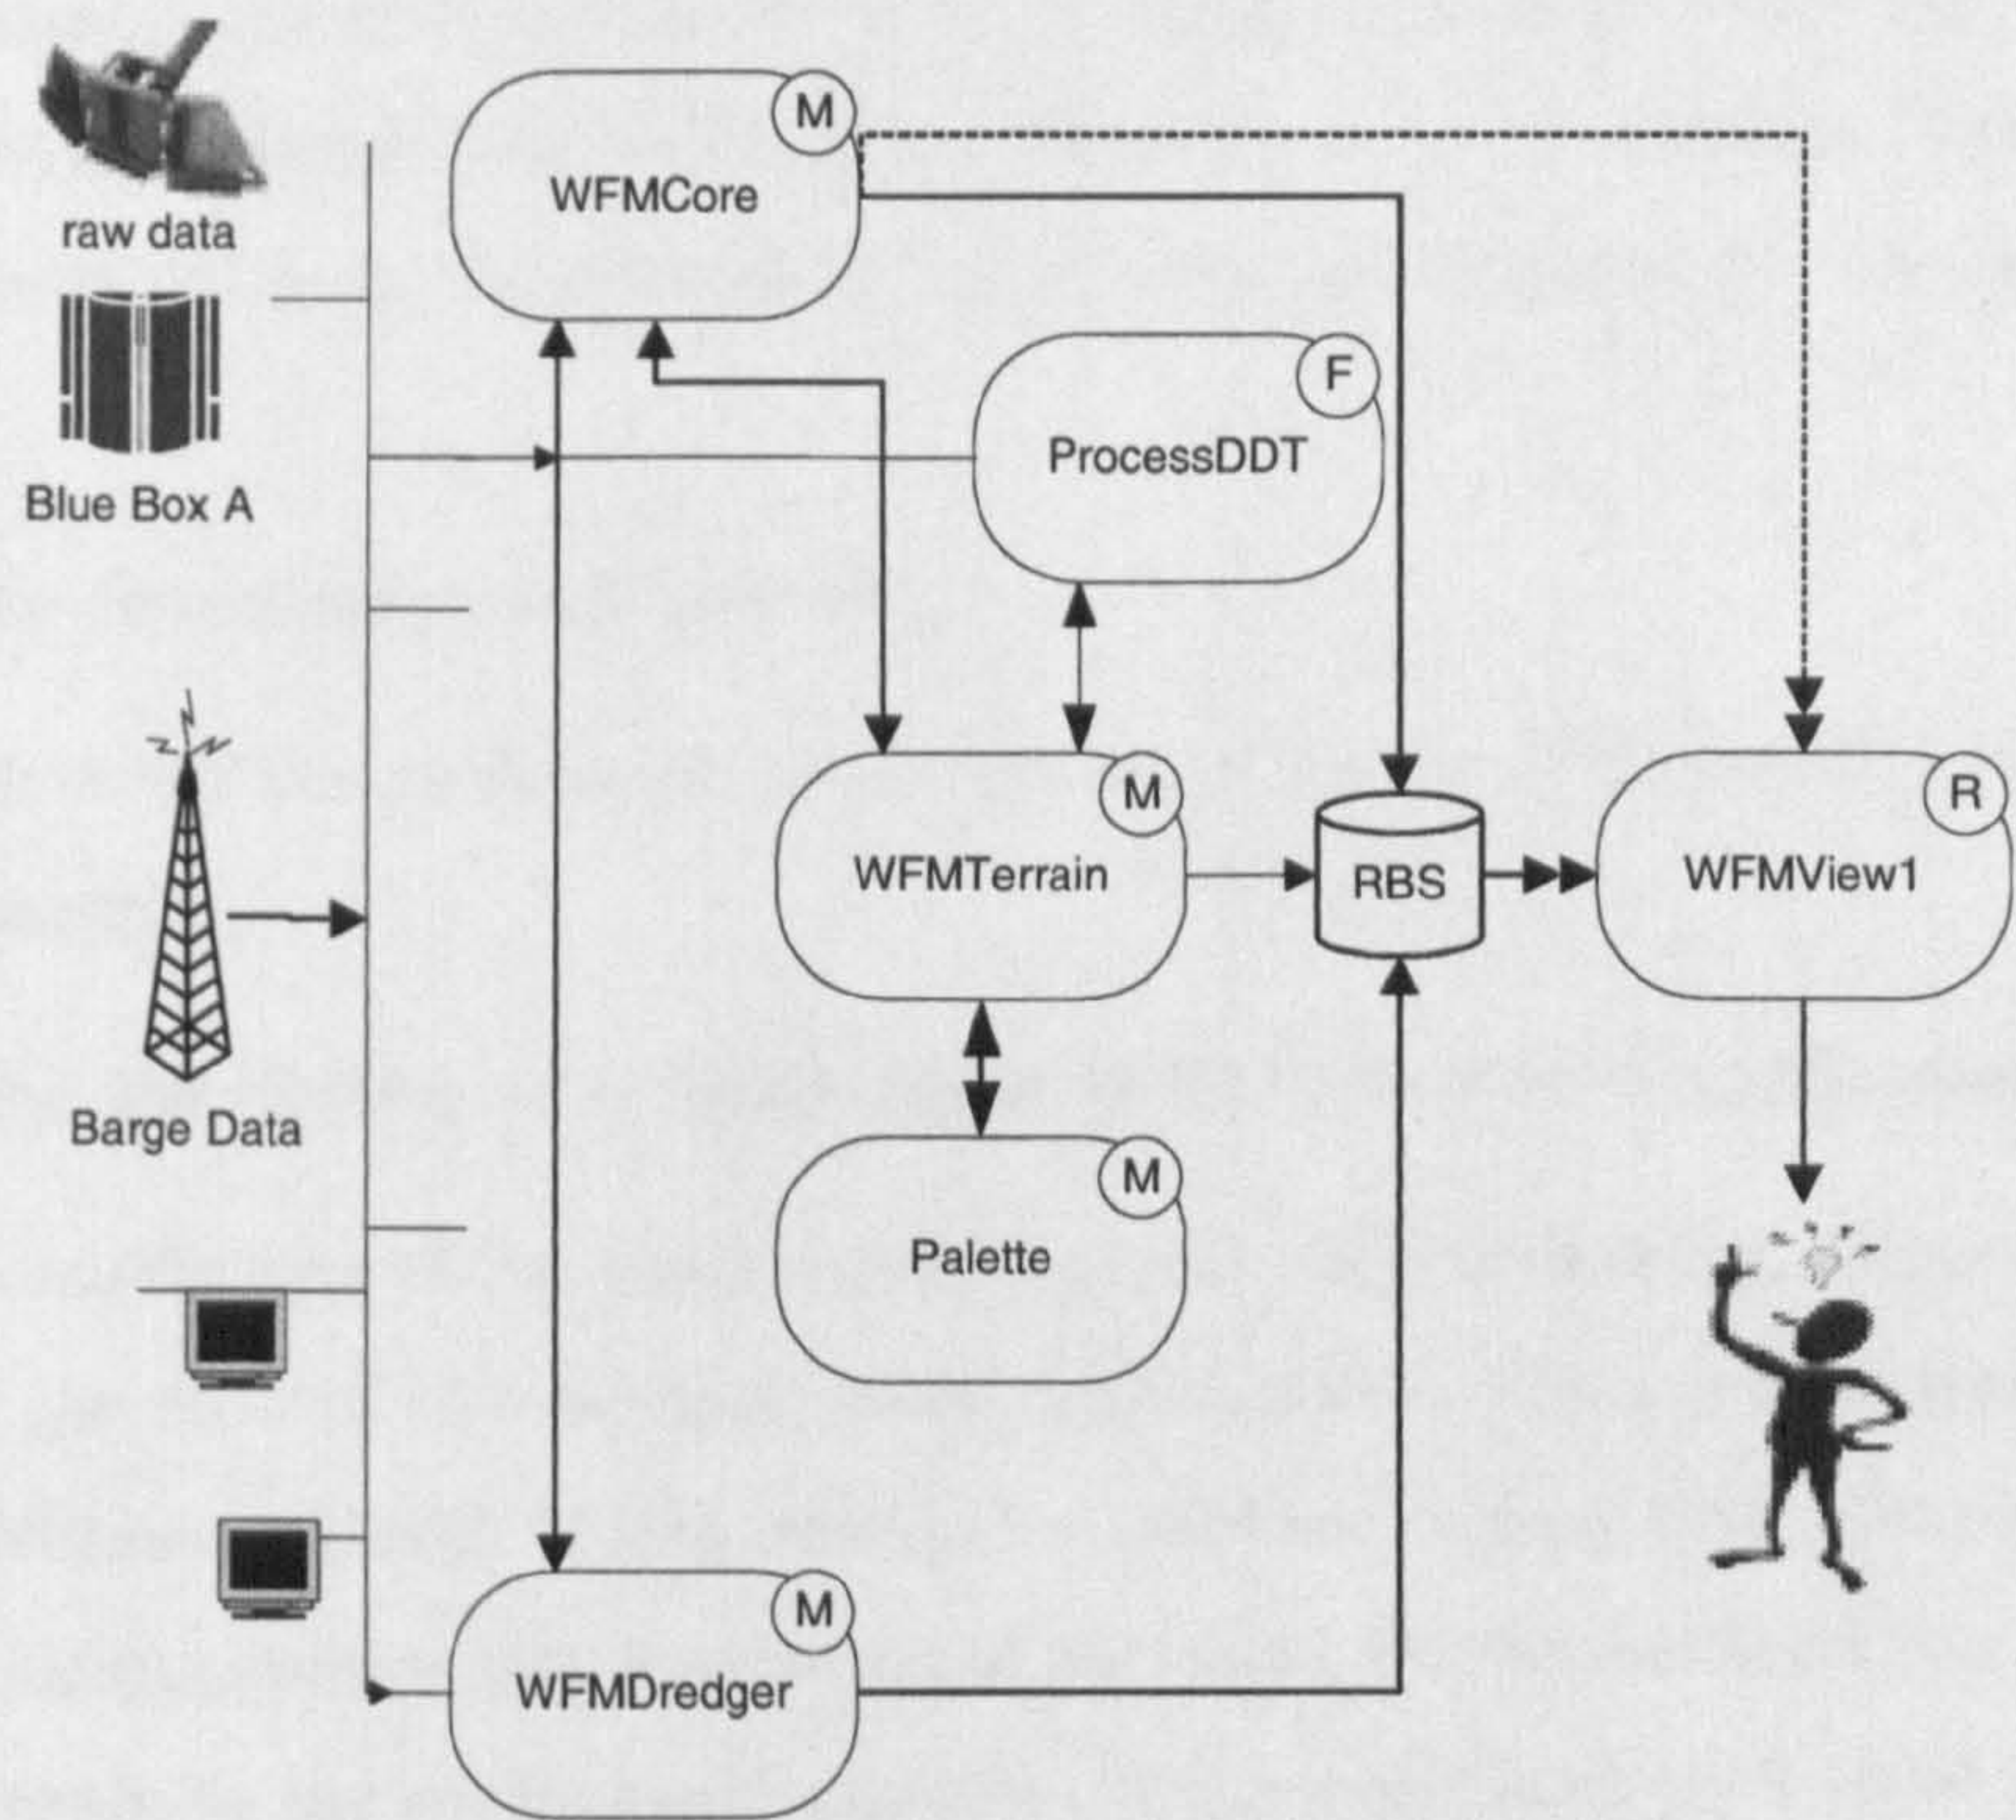 raw data
Blue Box A
Barge Data
M
WFMCore
F
ProcessDDT
M
WFMTerrain
RBS
R
WFMView1
M
Palette
M
WFMDredger